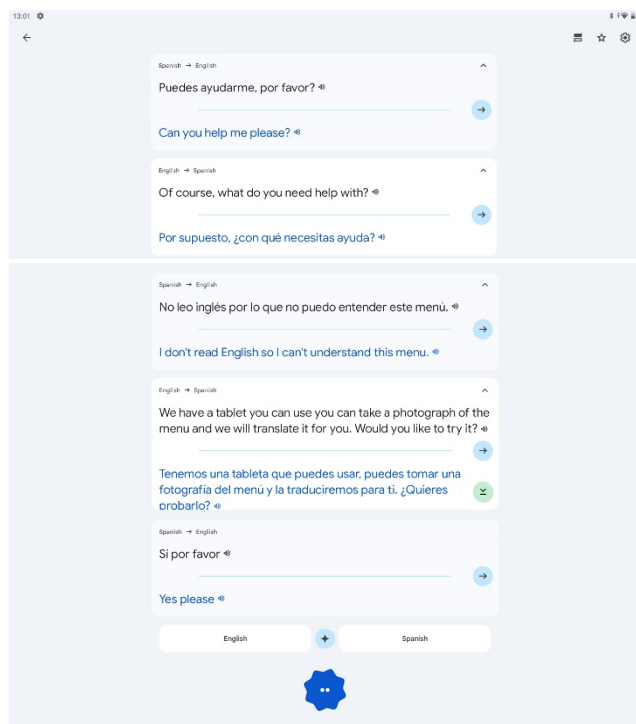 13:01
Spanish → English
Puedes ayudarme, por favor?
Can you help me please?
English → Spanish
Of course, what do you need help with?
Por supuesto, ¿con qué necesitas ayuda?
Spanish → English
No leo inglés por lo que no puedo entender este menú.
I don't read English so I can't understand this menu.
English → Spanish
We have a tablet you can use you can take a photograph of the
menu and we will translate it for you. Would you like to try it?
Tenemos una tableta que puedes usar, puedes tomar una
fotografía del menú y la traduciremos para ti. ¿Quieres
probarlo?
Spanish → English
Sí por favor
Yes please
English
Spanish